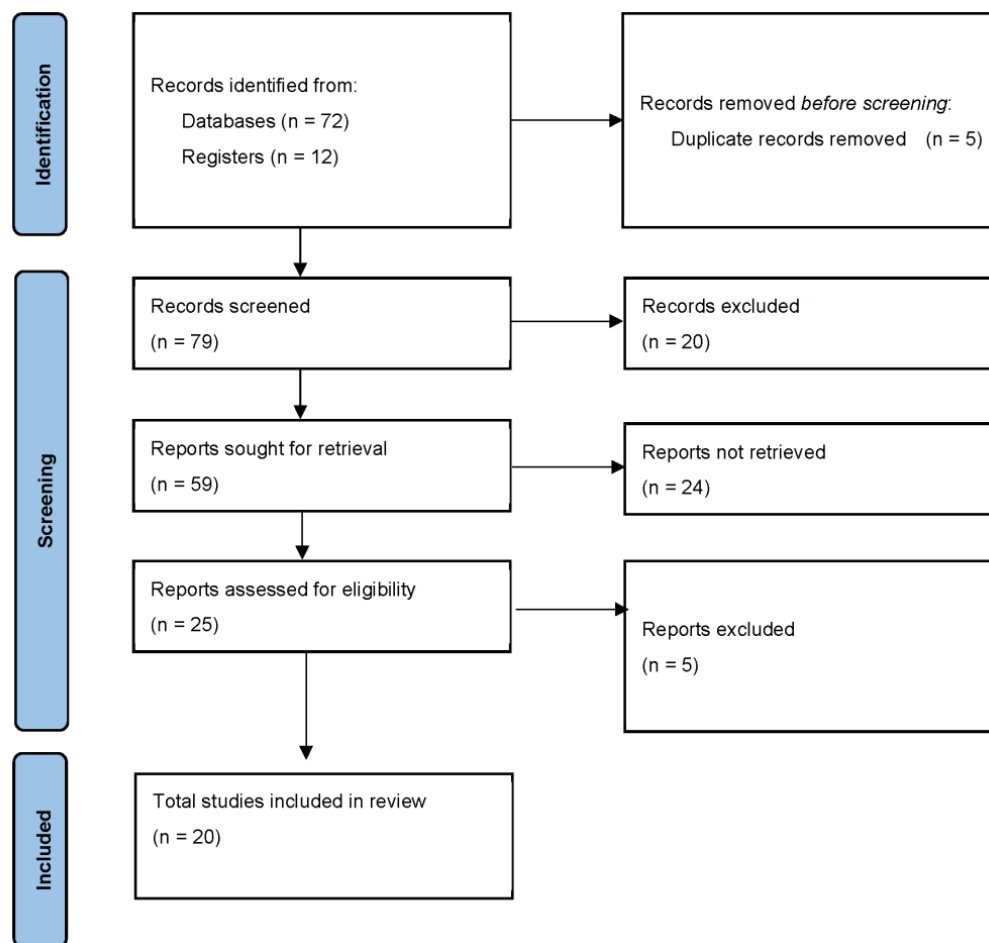 Identification
Records identified from:
Databases (n = 72)
Registers (n = 12)
Records removed before screening:
Duplicate records removed (n = 5)
Screening
Records screened
(n = 79)
Records excluded
(n = 20)
Reports sought for retrieval
(n = 59)
Reports not retrieved
(n = 24)
Reports assessed for eligibility
(n = 25)
Reports excluded
(n = 5)
Included
Total studies included in review
(n = 20)